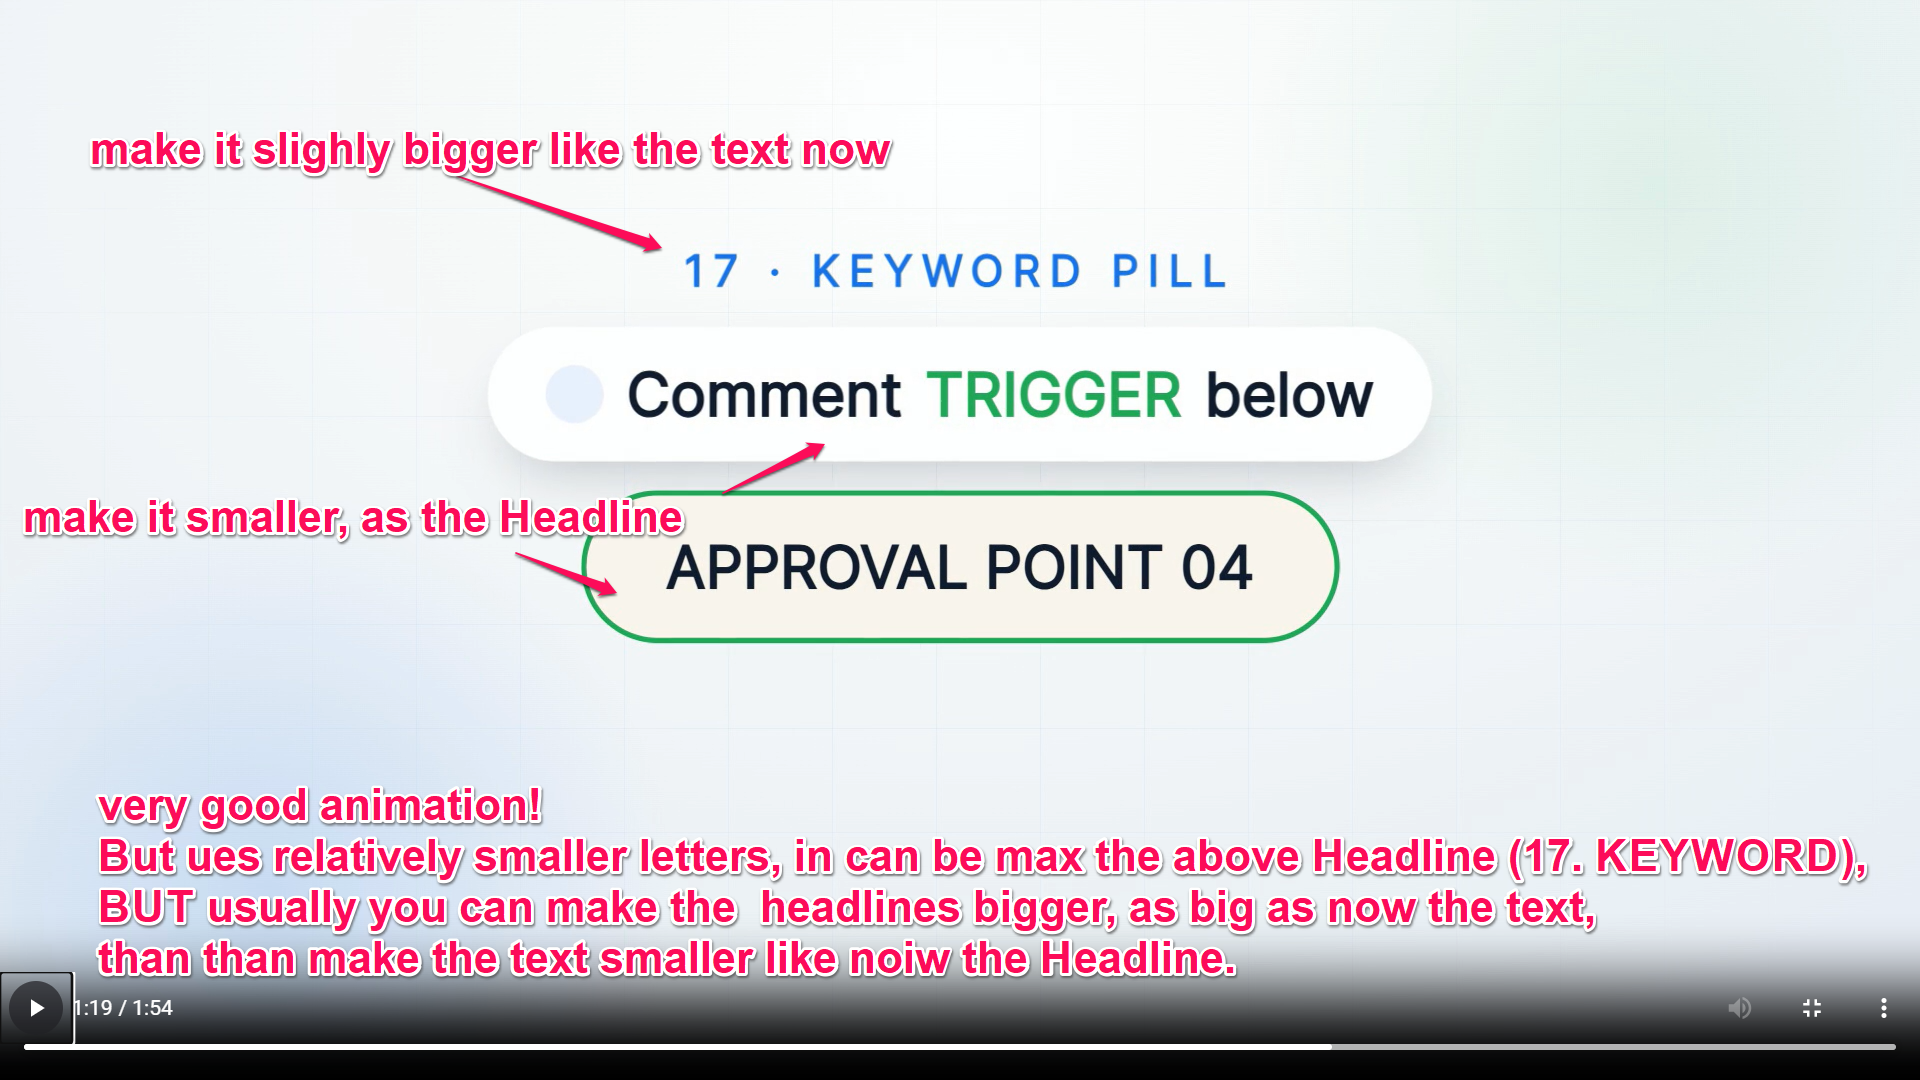 make it slighly bigger like the text now
17 · KEYWORD PILL
Comment TRIGGER below
make it smaller, as the Headline
APPROVAL POINT 04
very good animation!
But ues relatively smaller letters, in can be max the above Headline (17. KEYWORD),
BUT usually you can make the headlines bigger, as big as now the text,
than than make the text smaller like noiw the Headline.
1:19 / 1:54